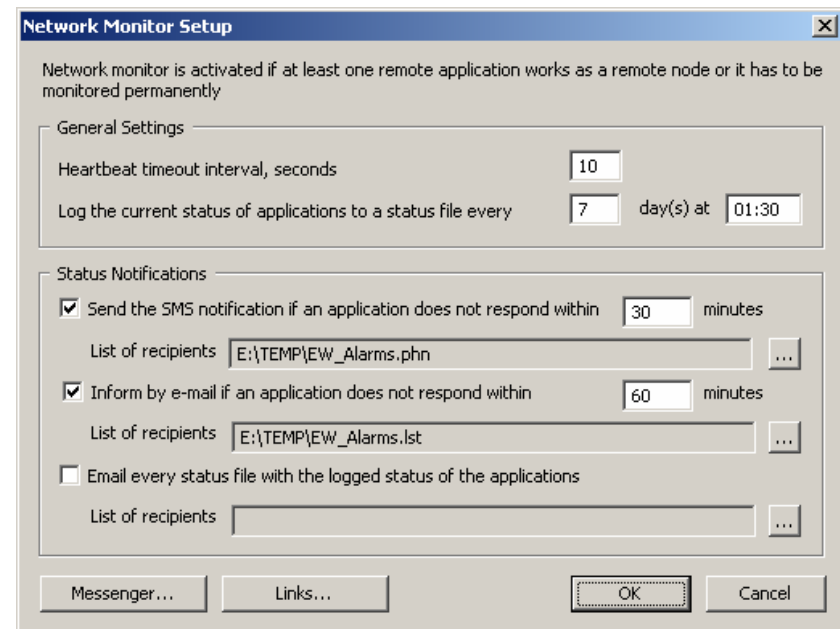 Network Monitor Setup
Network monitor is activated if at least one remote application works as a remote node or it has to be
monitored permanently
General Settings
Heartbeat timeout interval, seconds 10
Log the current status of applications to a status file every 7 day(s) at 01:30
Status Notifications
Send the SMS notification if an application does not respond within 30 minutes
List of recipients E:\TEMP\EW_Alarms.phn ...
Inform by e-mail if an application does not respond within 60 minutes
List of recipients E:\TEMP\EW_Alarms.lst ...
Email every status file with the logged status of the applications
List of recipients ...
Messenger... Links... OK Cancel